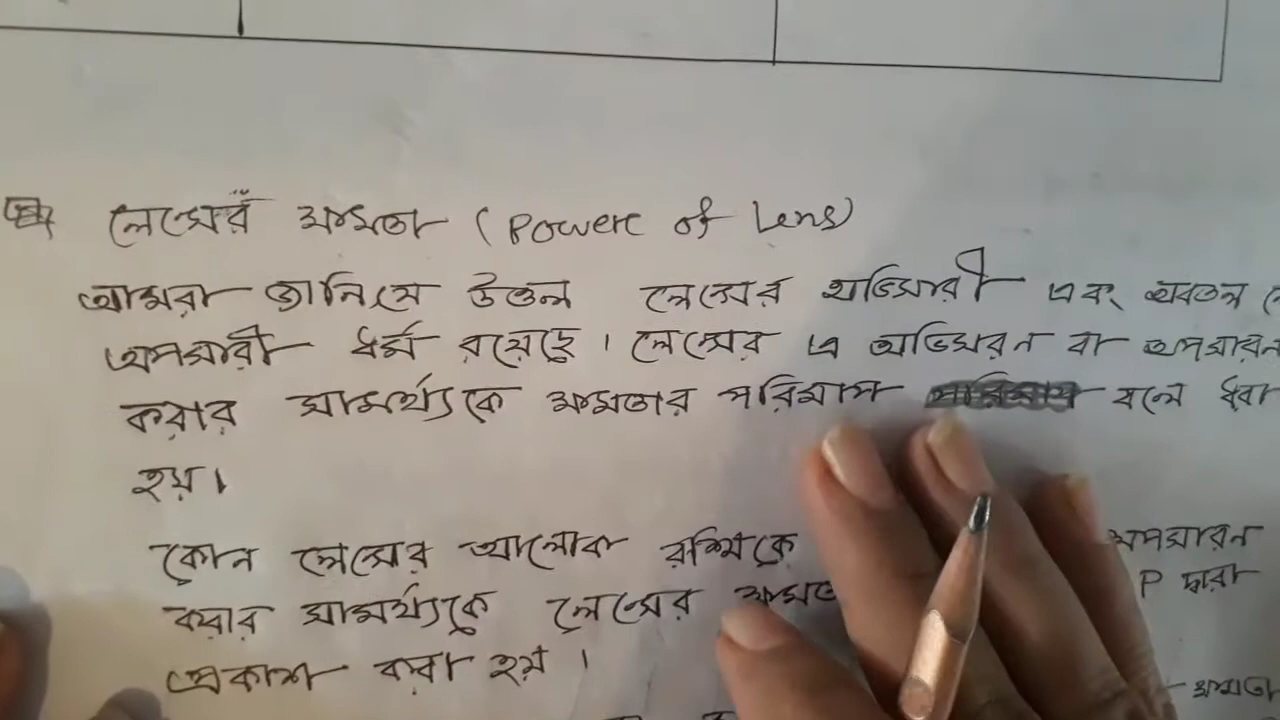 লেন্সের ক্ষমতা (Power of Lens)
আমরা জানি যে উত্তল লেন্সের অভিসারী এবং অবতল
অপসারী ধর্ম রয়েছে। লেন্সের এ অভিসরন বা অপসারন
করার সামর্থ্যকে ক্ষমতার পরিমাপ বলে ধরা
হয়।
কোন লেন্সের আলোক রশ্মিকে অপসারন
করার সামর্থ্যকে লেন্সের P দ্বারা
প্রকাশ করা হয়।
ক্ষমতা